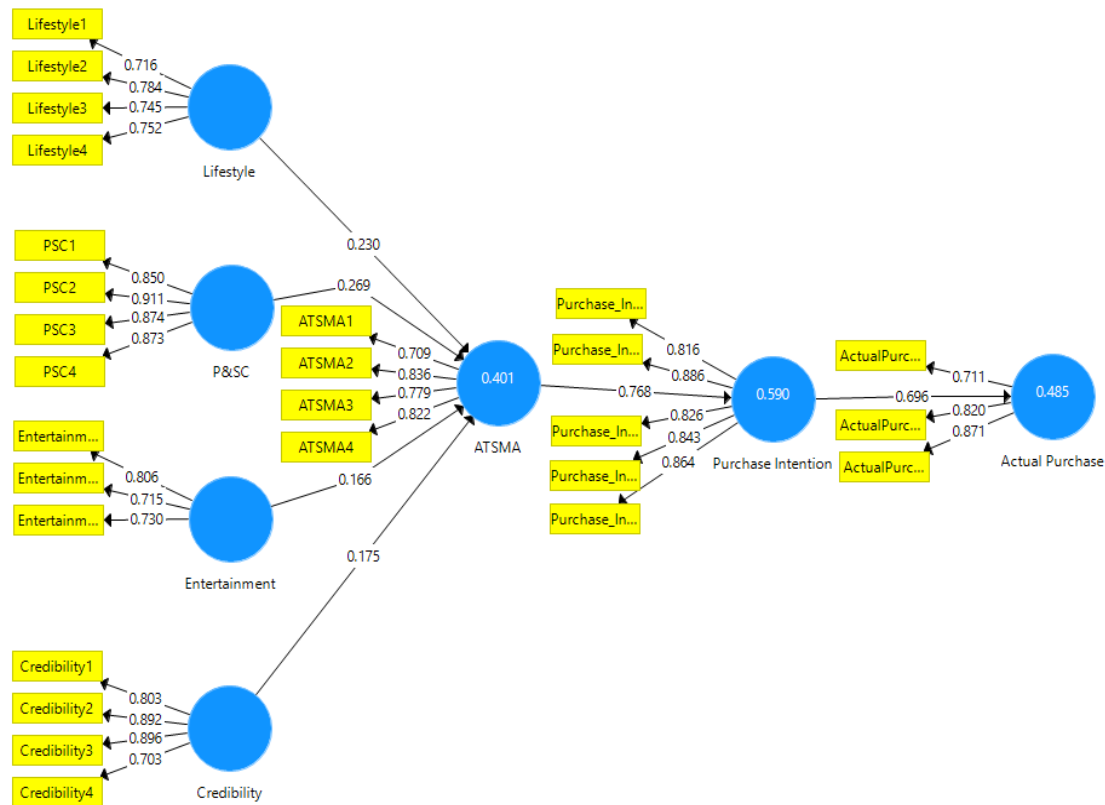 Lifestyle1
Lifestyle2
Lifestyle3
Lifestyle4
0.716
0.784
0.745
0.752
Lifestyle
0.230
PSC1
PSC2
PSC3
PSC4
0.850
0.911
0.874
0.873
P&SC
0.269
Entertainm...
Entertainm...
Entertainm...
0.806
0.715
0.730
Entertainment
0.166
Credibility1
Credibility2
Credibility3
Credibility4
0.803
0.892
0.896
0.703
Credibility
0.175
ATSMA1
ATSMA2
ATSMA3
ATSMA4
0.709
0.836
0.779
0.822
0.401
ATSMA
0.768
Purchase_In...
Purchase_In...
Purchase_In...
Purchase_In...
Purchase_In...
0.816
0.886
0.826
0.843
0.864
0.590
Purchase Intention
0.696
ActualPurc...
ActualPurc...
ActualPurc...
0.711
0.820
0.871
0.485
Actual Purchase